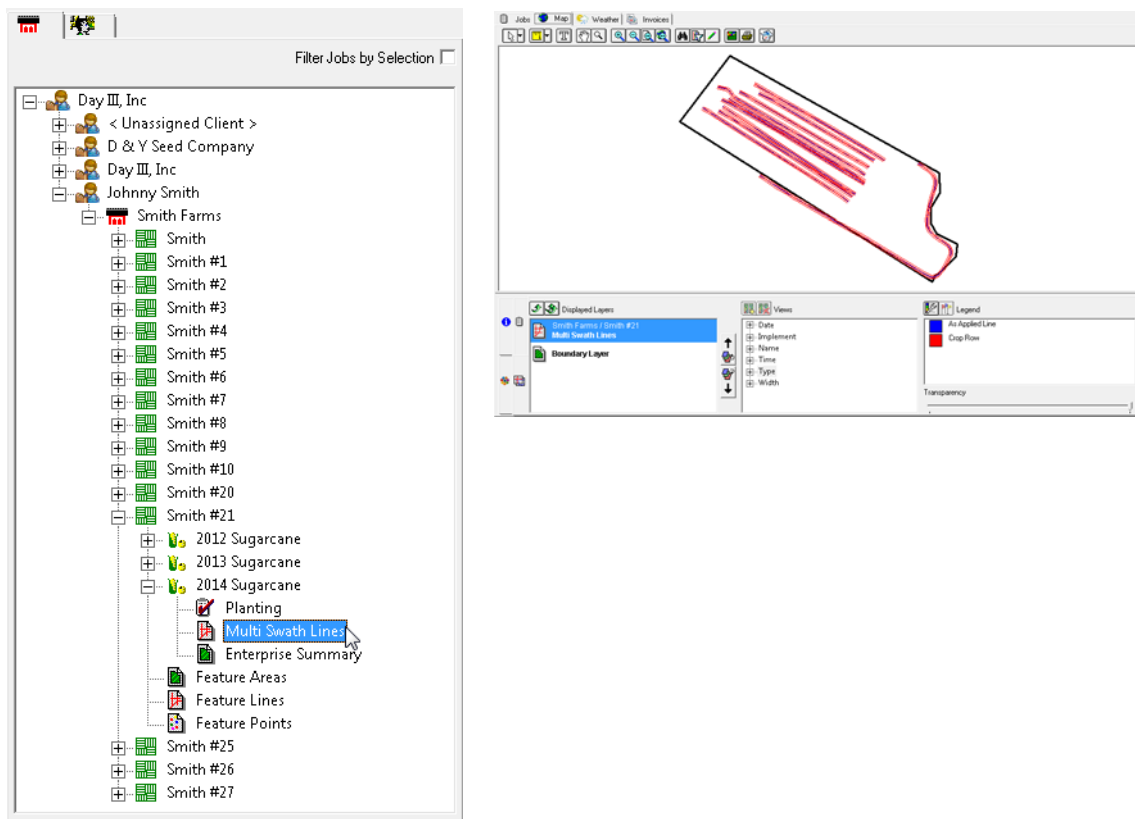 Filter Jobs by Selection
Day III, Inc
< Unassigned Client >
D & Y Seed Company
Day III, Inc
Johnny Smith
Smith Farms
Smith
Smith #1
Smith #2
Smith #3
Smith #4
Smith #5
Smith #6
Smith #7
Smith #8
Smith #9
Smith #10
Smith #20
Smith #21
2012 Sugarcane
2013 Sugarcane
2014 Sugarcane
Planting
Multi Swath Lines
Enterprise Summary
Feature Areas
Feature Lines
Feature Points
Smith #25
Smith #26
Smith #27
Jobs Map Weather Invoices
Displayed Layers
Smith Farms / Smith #21
Multi Swath Lines
Boundary Layer
Views
Date
Implement
Name
Time
Type
Width
Legend
As Applied Line
Crop Row
Transparency